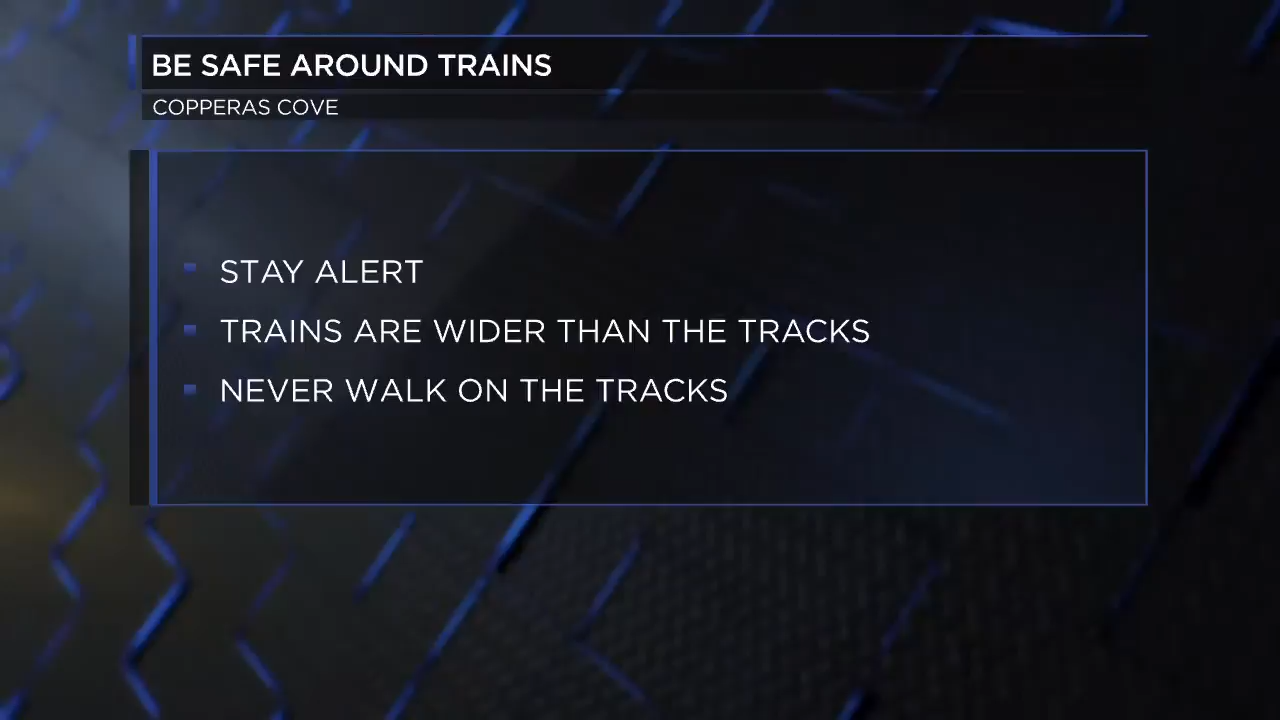 BE SAFE AROUND TRAINS
COPPERAS COVE
STAY ALERT
TRAINS ARE WIDER THAN THE TRACKS
NEVER WALK ON THE TRACKS